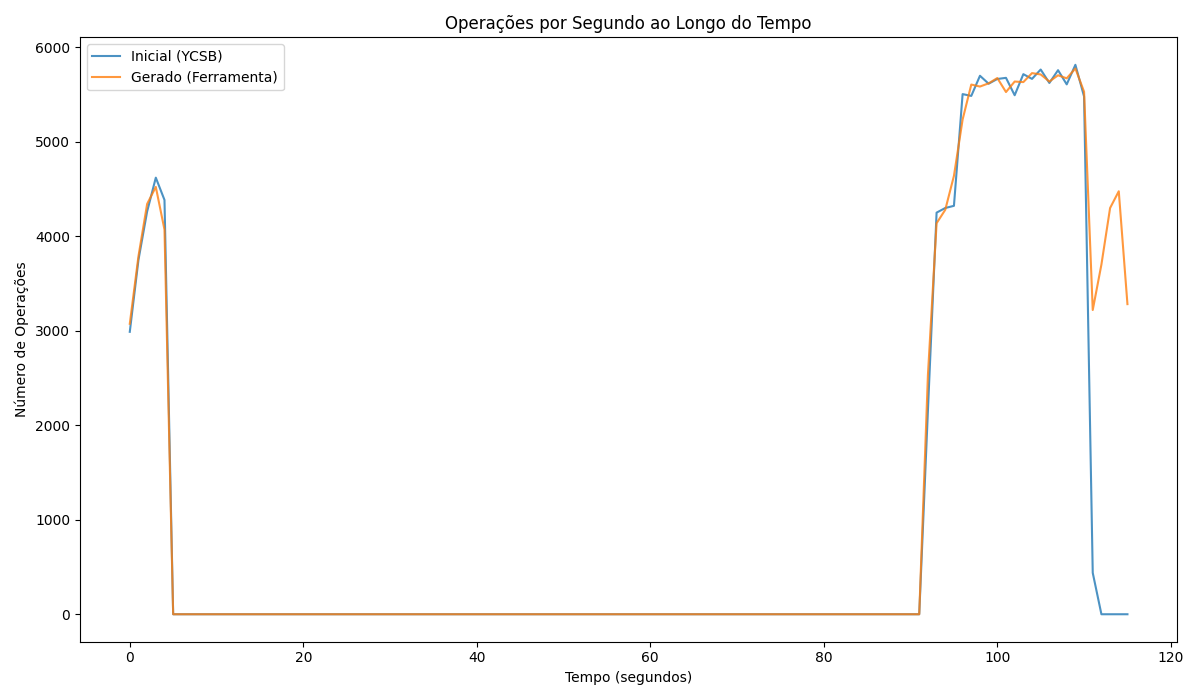 Operações por Segundo ao Longo do Tempo
Inicial (YCSB)
Gerado (Ferramenta)
6000
5000
4000
3000
2000
1000
0
Número de Operações
0 20 40 60 80 100 120
Tempo (segundos)